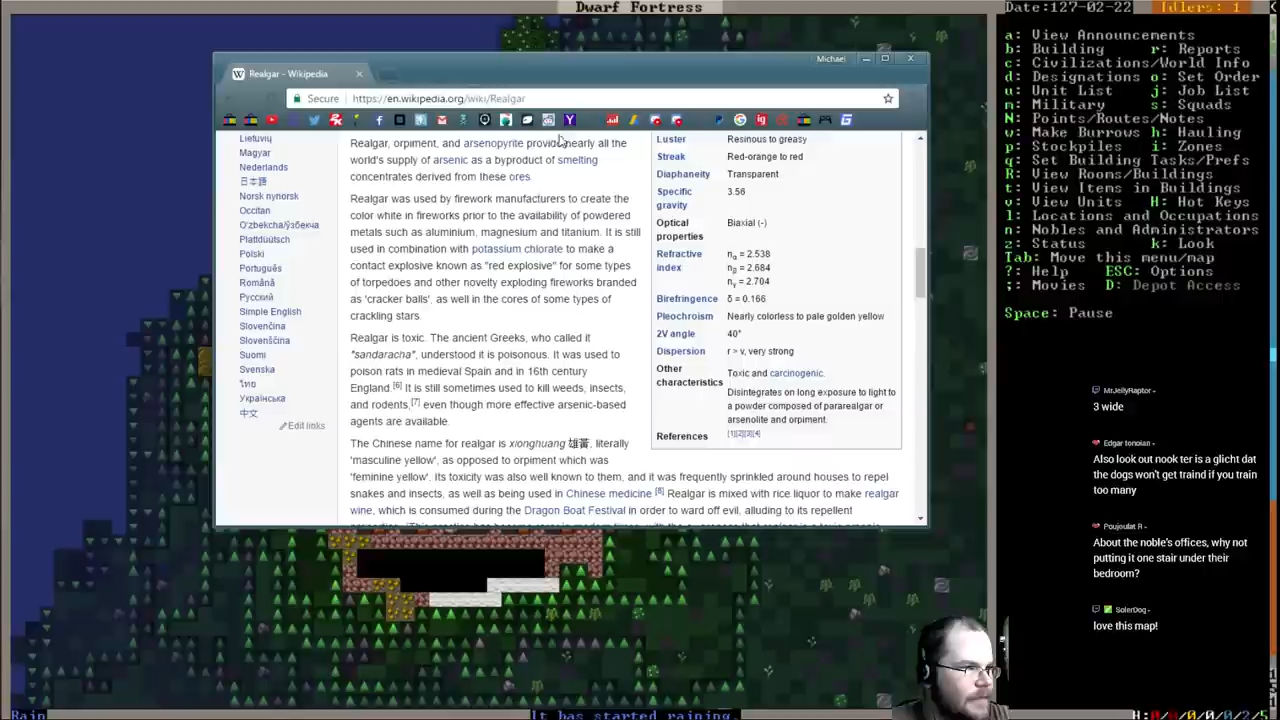 Dwarf Fortress
Date:127-02-22 Idlers: 1
Michael
Realgar - Wikipedia
Secure https://en.wikipedia.org/wiki/Realgar
Lietuvių
Magyar
Nederlands
日本語
Norsk nynorsk
Occitan
Oʻzbekcha/ўзбекча
Plattdüütsch
Polski
Português
Română
Русский
Simple English
Slovenčina
Slovenščina
Suomi
Svenska
ไทย
Українська
中文
Edit links
Realgar, orpiment, and arsenopyrite provide nearly all the
world's supply of arsenic as a byproduct of smelting
concentrates derived from these ores.
Realgar was used by firework manufacturers to create the
color white in fireworks prior to the availability of powdered
metals such as aluminium, magnesium and titanium. It is still
used in combination with potassium chlorate to make a
contact explosive known as "red explosive" for some types
of torpedoes and other novelty exploding fireworks branded
as 'cracker balls', as well in the cores of some types of
crackling stars.
Realgar is toxic. The ancient Greeks, who called it
"sandaracha", understood it is poisonous. It was used to
poison rats in medieval Spain and in 16th century
England.[6] It is still sometimes used to kill weeds, insects,
and rodents,[7] even though more effective arsenic-based
agents are available.
The Chinese name for realgar is xionghuang 雄黃, literally
'masculine yellow', as opposed to orpiment which was
'feminine yellow'. Its toxicity was also well known to them, and it was frequently sprinkled around houses to repel
snakes and insects, as well as being used in Chinese medicine.[8] Realgar is mixed with rice liquor to make realgar
wine, which is consumed during the Dragon Boat Festival in order to ward off evil, alluding to its repellent
Luster Resinous to greasy
Streak Red-orange to red
Diaphaneity Transparent
Specific gravity 3.56
Optical properties Biaxial (-)
Refractive index nα = 2.538
nβ = 2.684
nγ = 2.704
Birefringence δ = 0.166
Pleochroism Nearly colorless to pale golden yellow
2V angle 40°
Dispersion r > v, very strong
Other characteristics Toxic and carcinogenic.
Disintegrates on long exposure to light to
a powder composed of pararealgar or
arsenolite and orpiment.
References [1][2][3][4]
a: View Announcements
b: Building r: Reports
c: Civilizations/World Info
d: Designations o: Set Order
u: Unit List j: Job List
m: Military s: Squads
N: Points/Routes/Notes
w: Make Burrows h: Hauling
p: Stockpiles i: Zones
q: Set Building Tasks/Prefs
R: View Rooms/Buildings
t: View Items in Buildings
v: View Units H: Hot Keys
l: Locations and Occupations
n: Nobles and Administrators
z: Status k: Look
Tab: Move this menu/map
?: Help ESC: Options
;: Movies D: Depot Access
Space: Pause
MrJellyRaptor -
3 wide
Edgar tonoian -
Also look out nook ter is a glicht dat
the dogs won't get traind if you train
too many
Poujoulat R -
About the noble's offices, why not
putting it one stair under their
bedroom?
SolerDog -
love this map!
Rain
It has started raining.